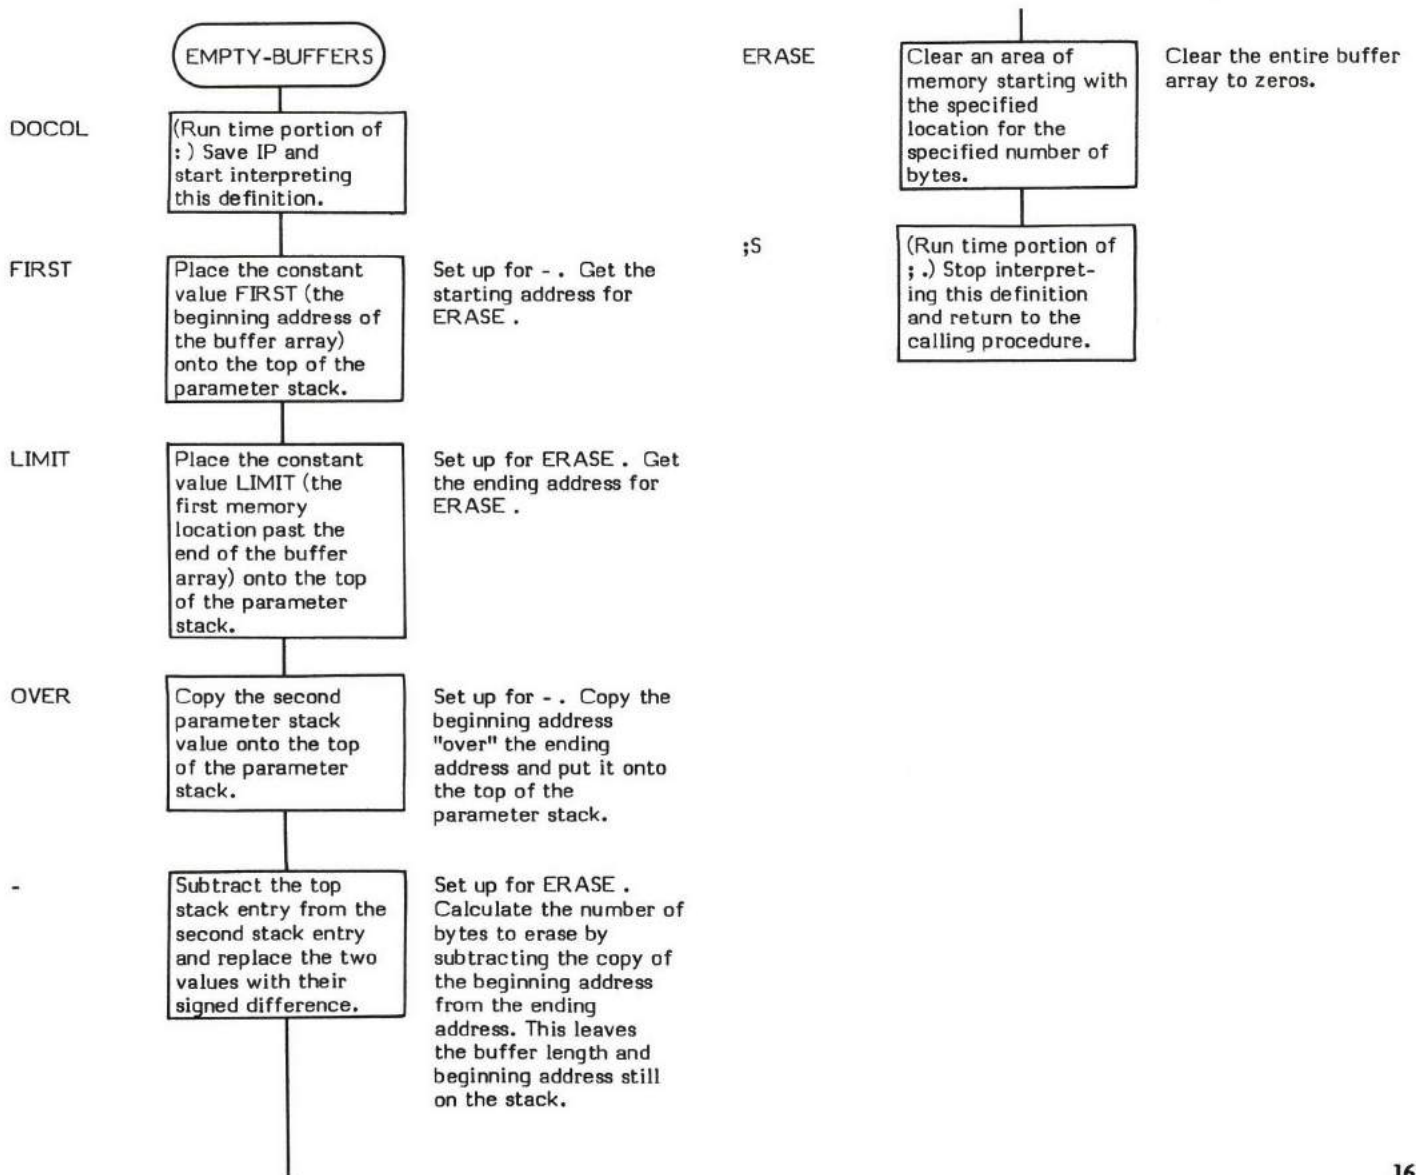 EMPTY-BUFFERS
DOCOL
(Run time portion of
: ) Save IP and
start interpreting
this definition.
FIRST
Place the constant
value FIRST (the
beginning address of
the buffer array)
onto the top of the
parameter stack.
Set up for - . Get the
starting address for
ERASE .
LIMIT
Place the constant
value LIMIT (the
first memory
location past the
end of the buffer
array) onto the top
of the parameter
stack.
Set up for ERASE . Get
the ending address for
ERASE .
OVER
Copy the second
parameter stack
value onto the top
of the parameter
stack.
Set up for - . Copy the
beginning address
"over" the ending
address and put it onto
the top of the
parameter stack.
-
Subtract the top
stack entry from the
second stack entry
and replace the two
values with their
signed difference.
Set up for ERASE .
Calculate the number of
bytes to erase by
subtracting the copy of
the beginning address
from the ending
address. This leaves
the buffer length and
beginning address still
on the stack.
ERASE
Clear an area of
memory starting with
the specified
location for the
specified number of
bytes.
Clear the entire buffer
array to zeros.
;S
(Run time portion of
; .) Stop interpret-
ing this definition
and return to the
calling procedure.
16